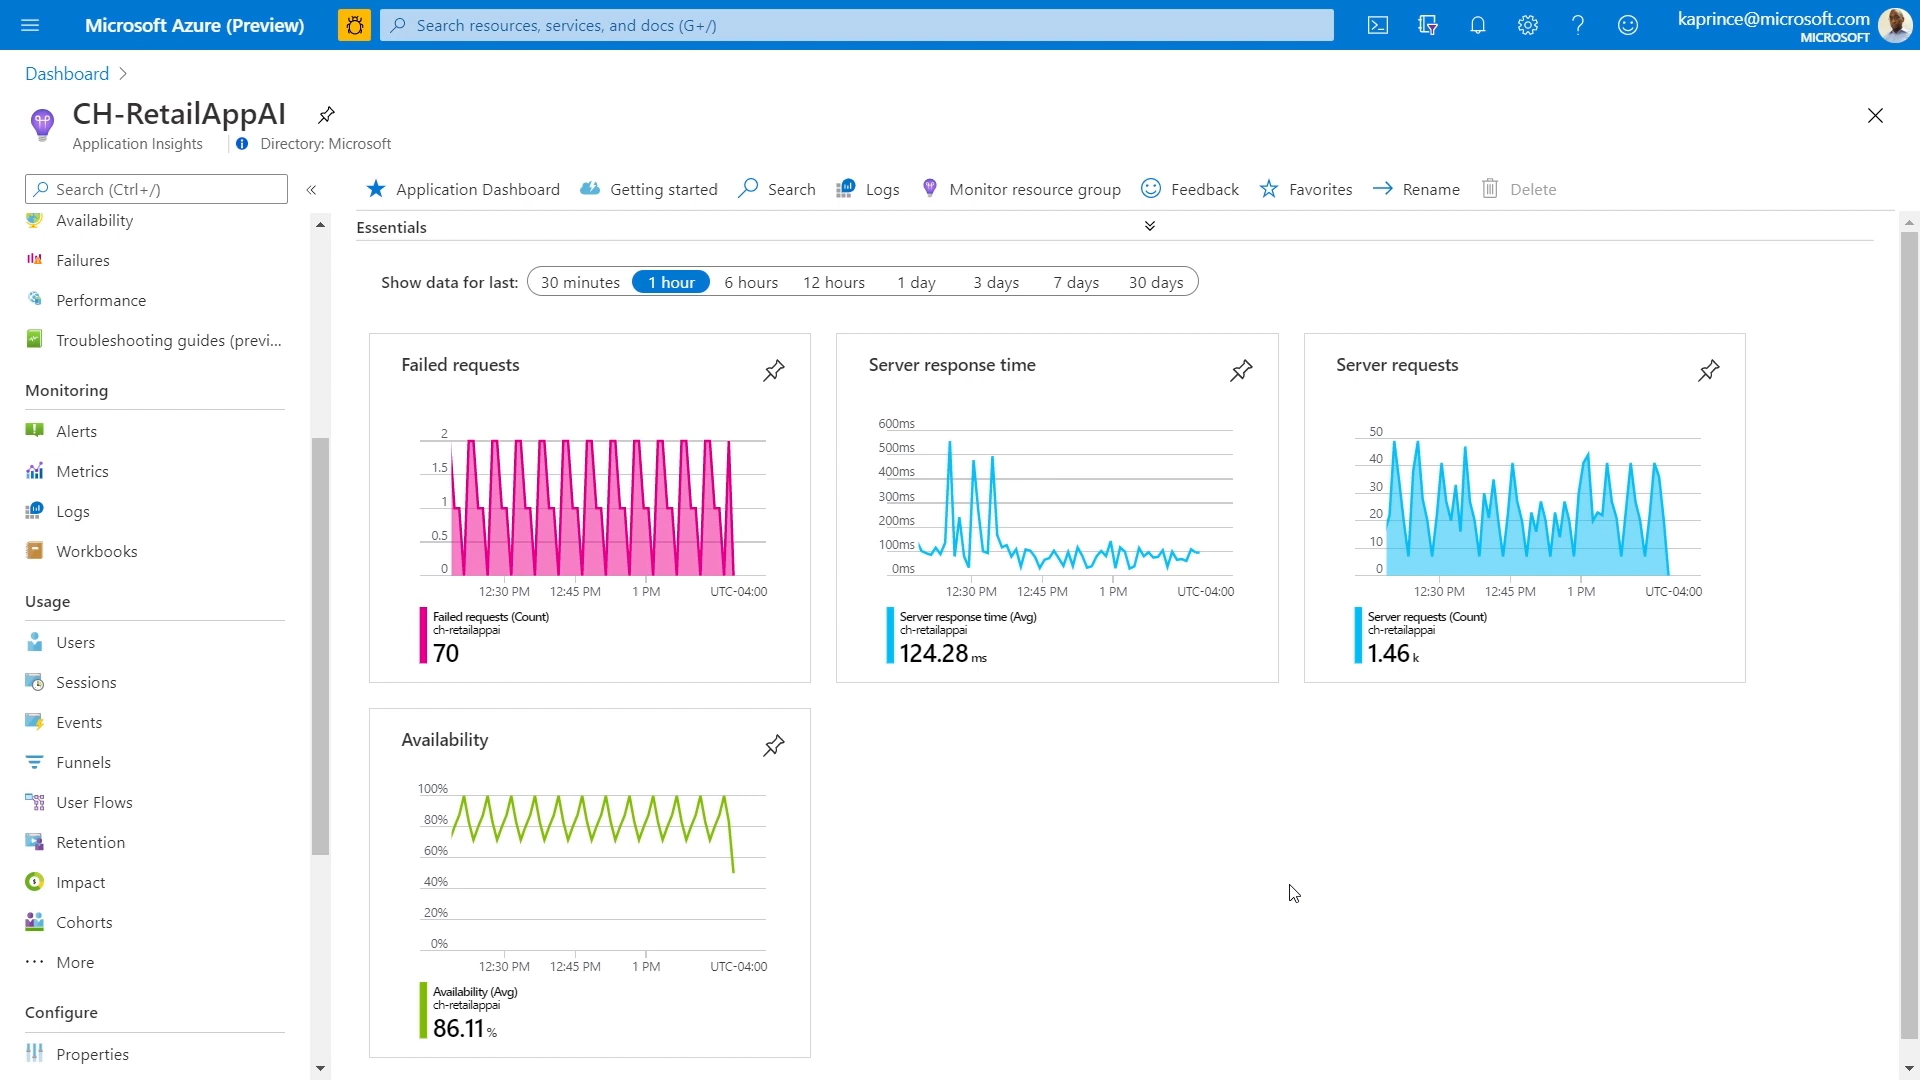 Microsoft Azure (Preview)
Search resources, services, and docs (G+/)
kaprince@microsoft.com
MICROSOFT
Dashboard
CH-RetailAppAI
Application Insights
Directory: Microsoft
Search (Ctrl+/)
Application Dashboard
Getting started
Search
Logs
Monitor resource group
Feedback
Favorites
Rename
Delete
Availability
Failures
Performance
Troubleshooting guides (previ...
Monitoring
Alerts
Metrics
Logs
Workbooks
Usage
Users
Sessions
Events
Funnels
User Flows
Retention
Impact
Cohorts
More
Configure
Properties
Essentials
Show data for last:
30 minutes
1 hour
6 hours
12 hours
1 day
3 days
7 days
30 days
Failed requests
2
1.5
1
0.5
0
12:30 PM 12:45 PM 1 PM UTC-04:00
Failed requests (Count)
ch-retailappai
70
Server response time
600ms
500ms
400ms
300ms
200ms
100ms
0ms
12:30 PM 12:45 PM 1 PM UTC-04:00
Server response time (Avg)
ch-retailappai
124.28 ms
Server requests
50
40
30
20
10
0
12:30 PM 12:45 PM 1 PM UTC-04:00
Server requests (Count)
ch-retailappai
1.46 k
Availability
100%
80%
60%
40%
20%
0%
12:30 PM 12:45 PM 1 PM UTC-04:00
Availability (Avg)
ch-retailappai
86.11 %